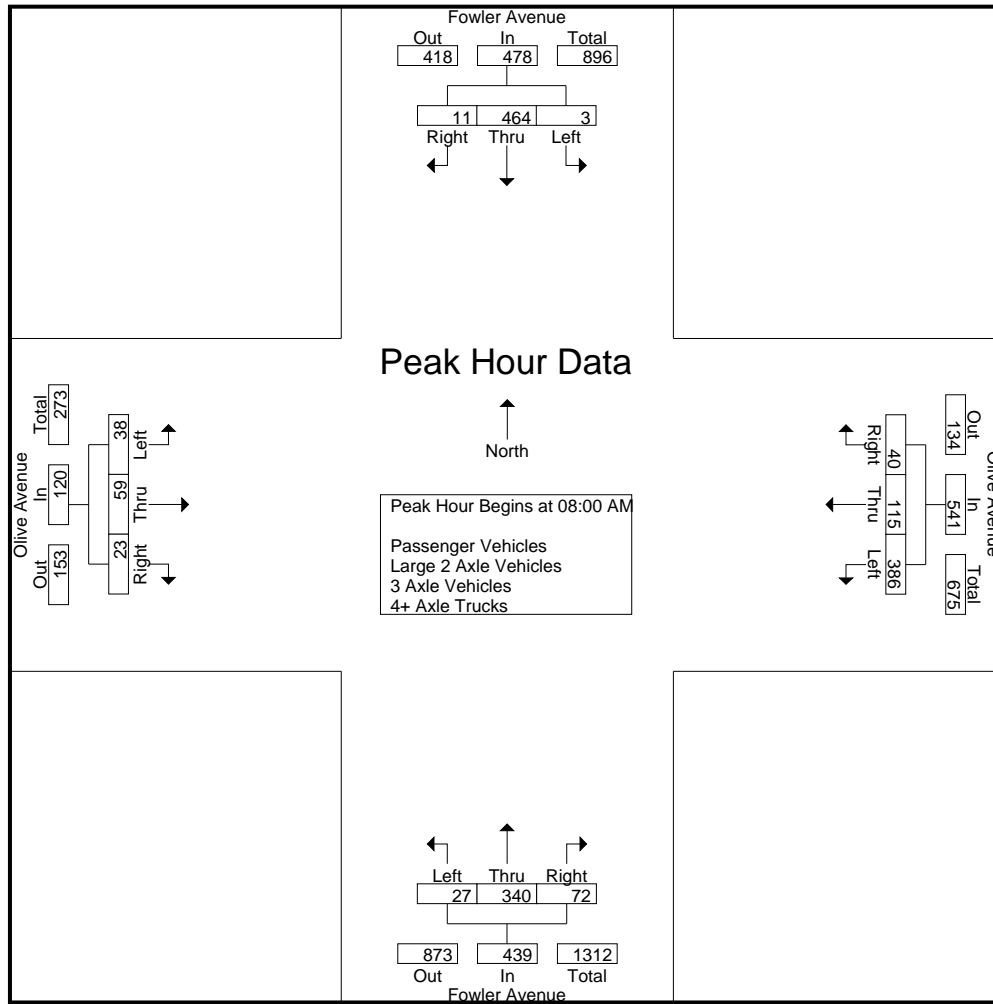 Fowler Avenue
Out In Total
418 478 896
11 464 3
Right Thru Left
Peak Hour Data
North
Peak Hour Begins at 08:00 AM
Passenger Vehicles
Large 2 Axle Vehicles
3 Axle Vehicles
4+ Axle Trucks
Olive Avenue
Out In Total
153 120 273
38 59 23
Left Thru Right
Olive Avenue
Out In Total
134 541 675
40 115 386
Right Thru Left
Left Thru Right
27 340 72
873 439 1312
Out In Total
Fowler Avenue